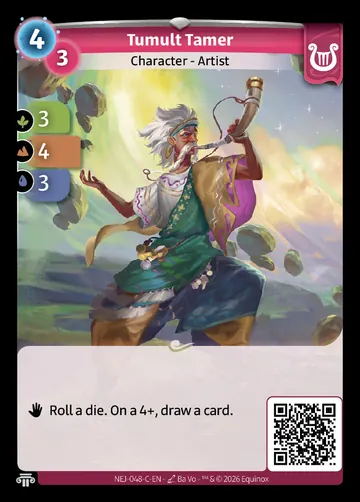 4
Tumult Tamer
3
Character - Artist
3
4
3
Roll a die. On a 4+, draw a card.
NEJ-048-C-EN - Ba Vo - ™ & © 2026 Equinox